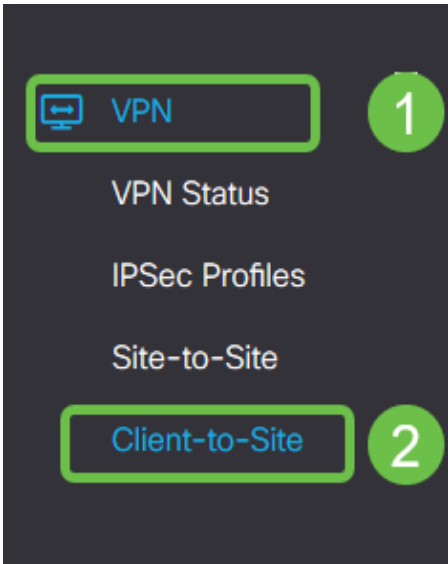 VPN 1
VPN Status
IPSec Profiles
Site-to-Site
Client-to-Site 2